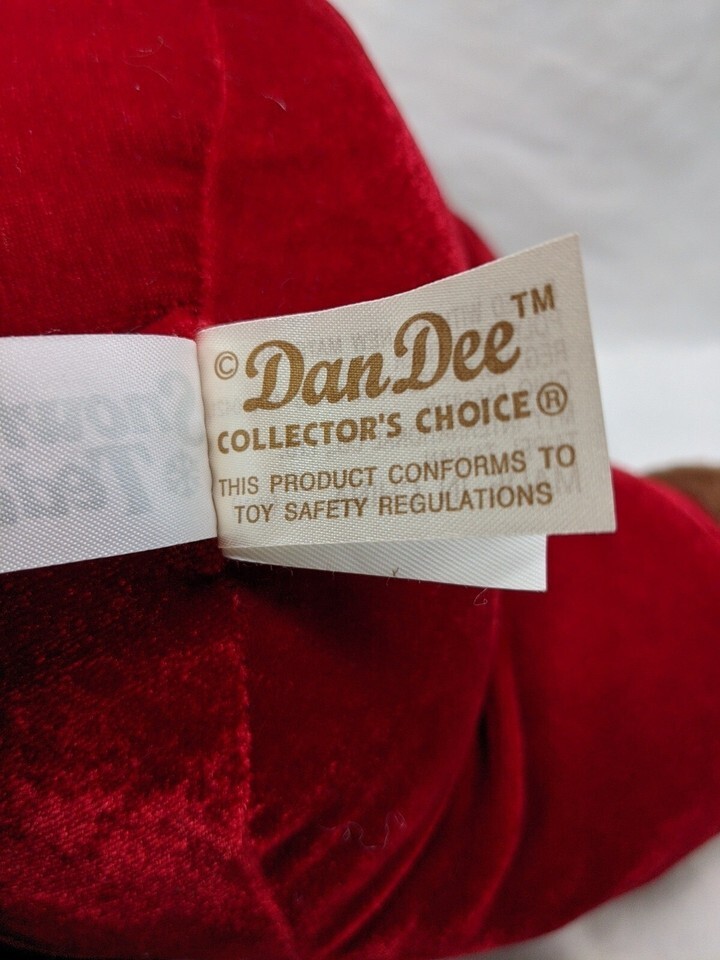 © Dan Dee™
COLLECTOR'S CHOICE®
THIS PRODUCT CONFORMS TO
TOY SAFETY REGULATIONS